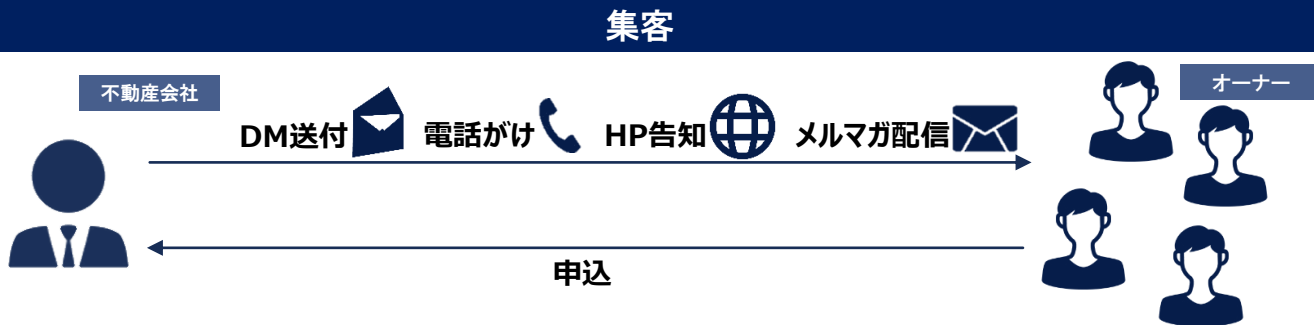 集客
不動産会社
オーナー
DM送付
電話がけ
HP告知
メルマガ配信
申込